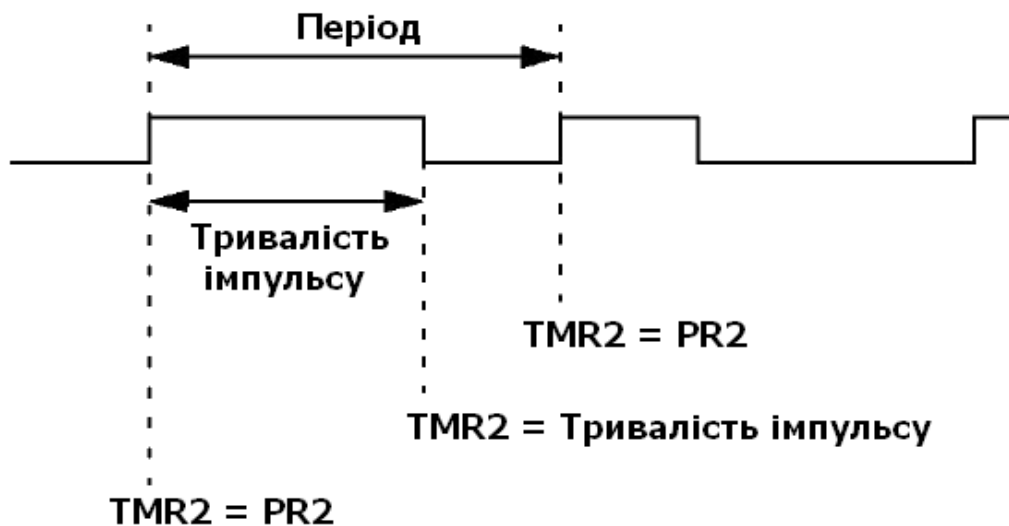 Період
Тривалість
імпульсу
TMR2 = PR2
TMR2 = Тривалість імпульсу
TMR2 = PR2